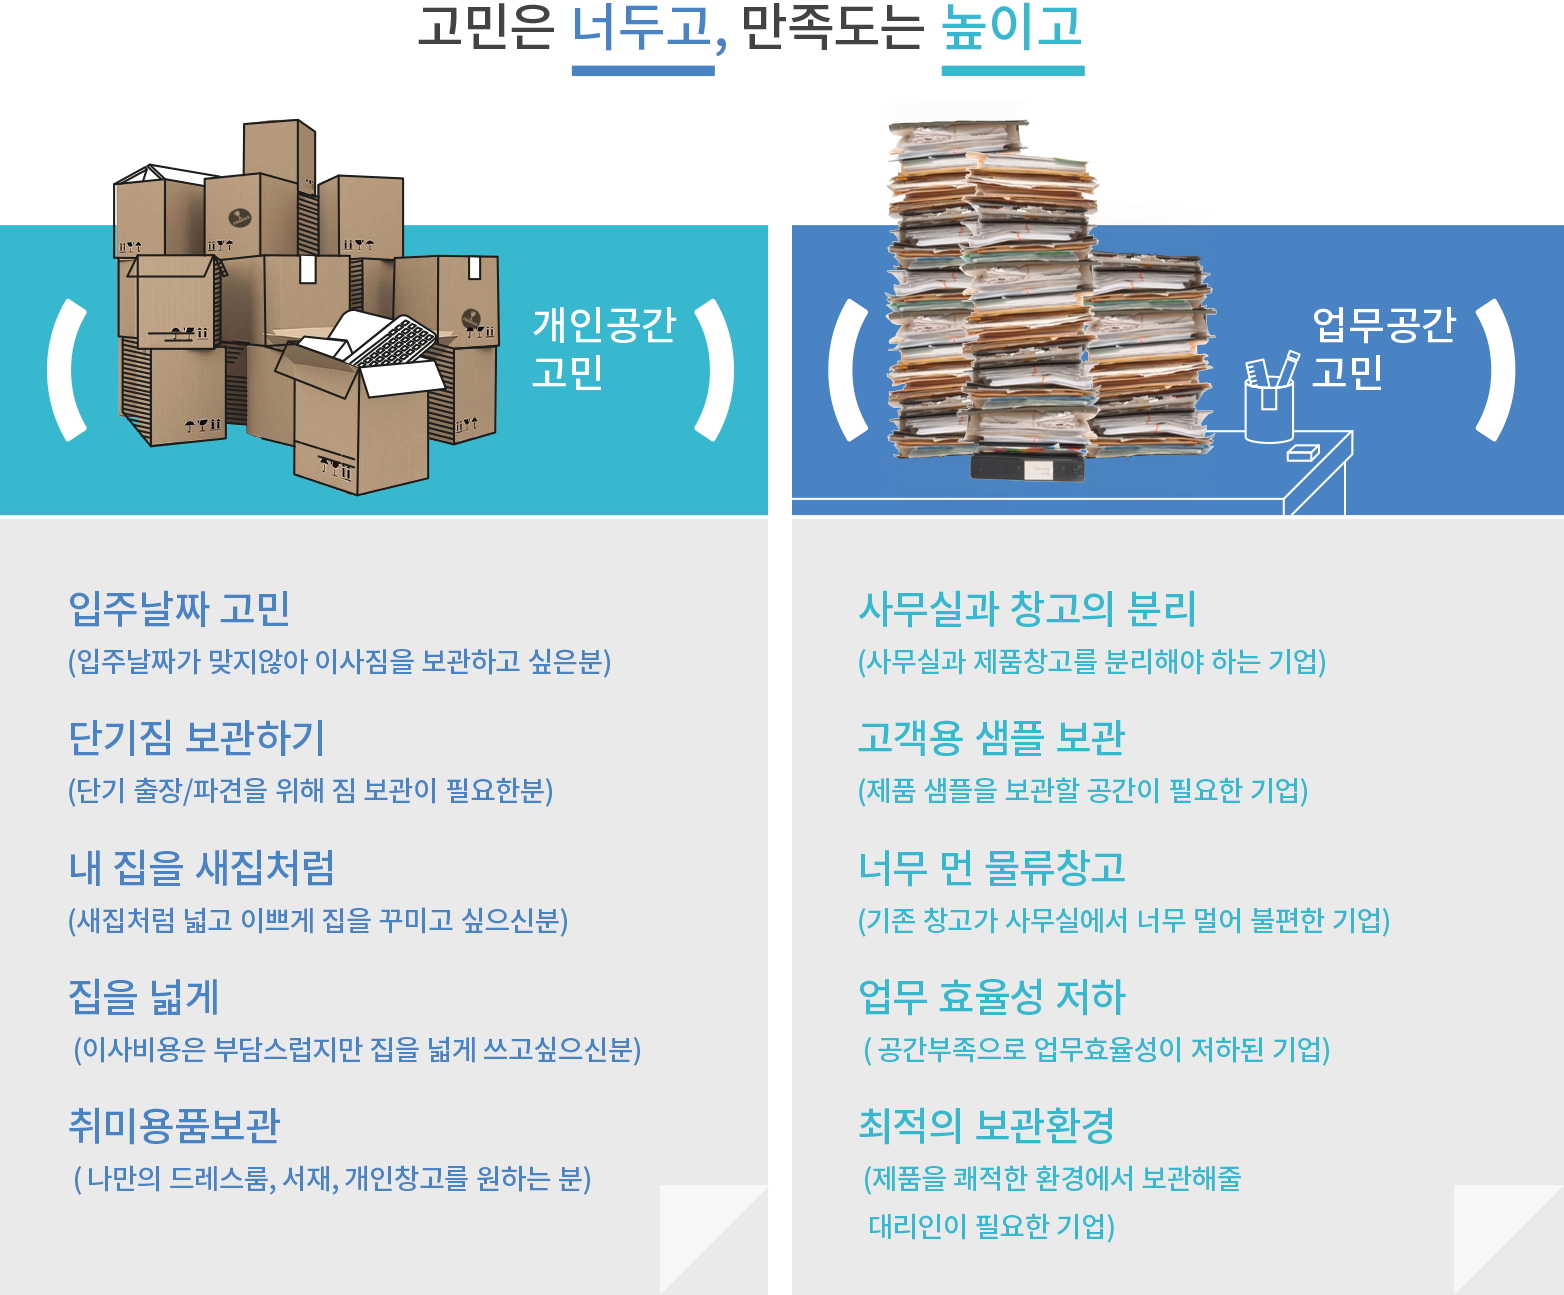 고민은 너두고, 만족도는 높이고
개인공간
고민
입주날짜 고민
(입주날짜가 맞지않아 이사짐을 보관하고 싶은분)
단기짐 보관하기
(단기 출장/파견을 위해 짐 보관이 필요한분)
내 집을 새집처럼
(새집처럼 넓고 이쁘게 집을 꾸미고 싶으신분)
집을 넓게
(이사비용은 부담스럽지만 집을 넓게 쓰고싶으신분)
취미용품보관
( 나만의 드레스룸, 서재, 개인창고를 원하는 분)
업무공간
고민
사무실과 창고의 분리
(사무실과 제품창고를 분리해야 하는 기업)
고객용 샘플 보관
(제품 샘플을 보관할 공간이 필요한 기업)
너무 먼 물류창고
(기존 창고가 사무실에서 너무 멀어 불편한 기업)
업무 효율성 저하
( 공간부족으로 업무효율성이 저하된 기업)
최적의 보관환경
(제품을 쾌적한 환경에서 보관해줄
대리인이 필요한 기업)